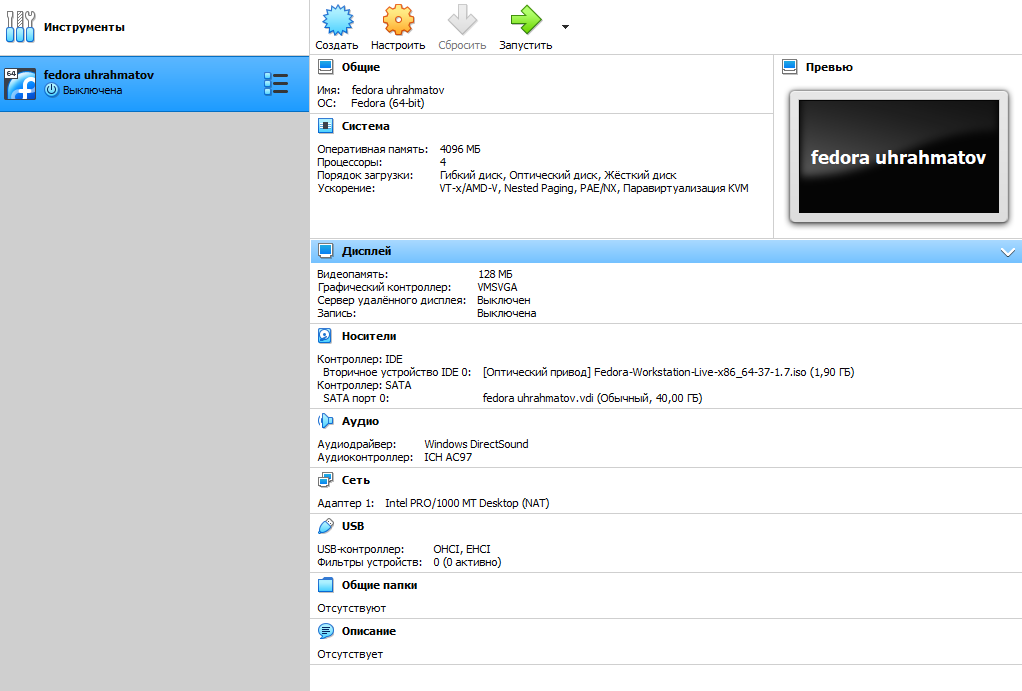 Инструменты
Создать Настроить Сбросить Запустить
64
fedora uhrahmatov
Выключена
Общие
Имя: fedora uhrahmatov
ОС: Fedora (64-bit)
Система
Оперативная память: 4096 МБ
Процессоры: 4
Порядок загрузки: Гибкий диск, Оптический диск, Жёсткий диск
Ускорение: VT-x/AMD-V, Nested Paging, PAE/NX, Паравиртуализация KVM
Превью
fedora uhrahmatov
Дисплей
Видеопамять: 128 МБ
Графический контроллер: VMSVGA
Сервер удалённого дисплея: Выключен
Запись: Выключена
Носители
Контроллер: IDE
Вторичное устройство IDE 0: [Оптический привод] Fedora-Workstation-Live-x86_64-37-1.7.iso (1,90 ГБ)
Контроллер: SATA
SATA порт 0: fedora uhrahmatov.vdi (Обычный, 40,00 ГБ)
Аудио
Аудиодрайвер: Windows DirectSound
Аудиоконтроллер: ICH AC97
Сеть
Адаптер 1: Intel PRO/1000 MT Desktop (NAT)
USB
USB-контроллер: OHCI, EHCI
Фильтры устройств: 0 (0 активно)
Общие папки
Отсутствуют
Описание
Отсутствует